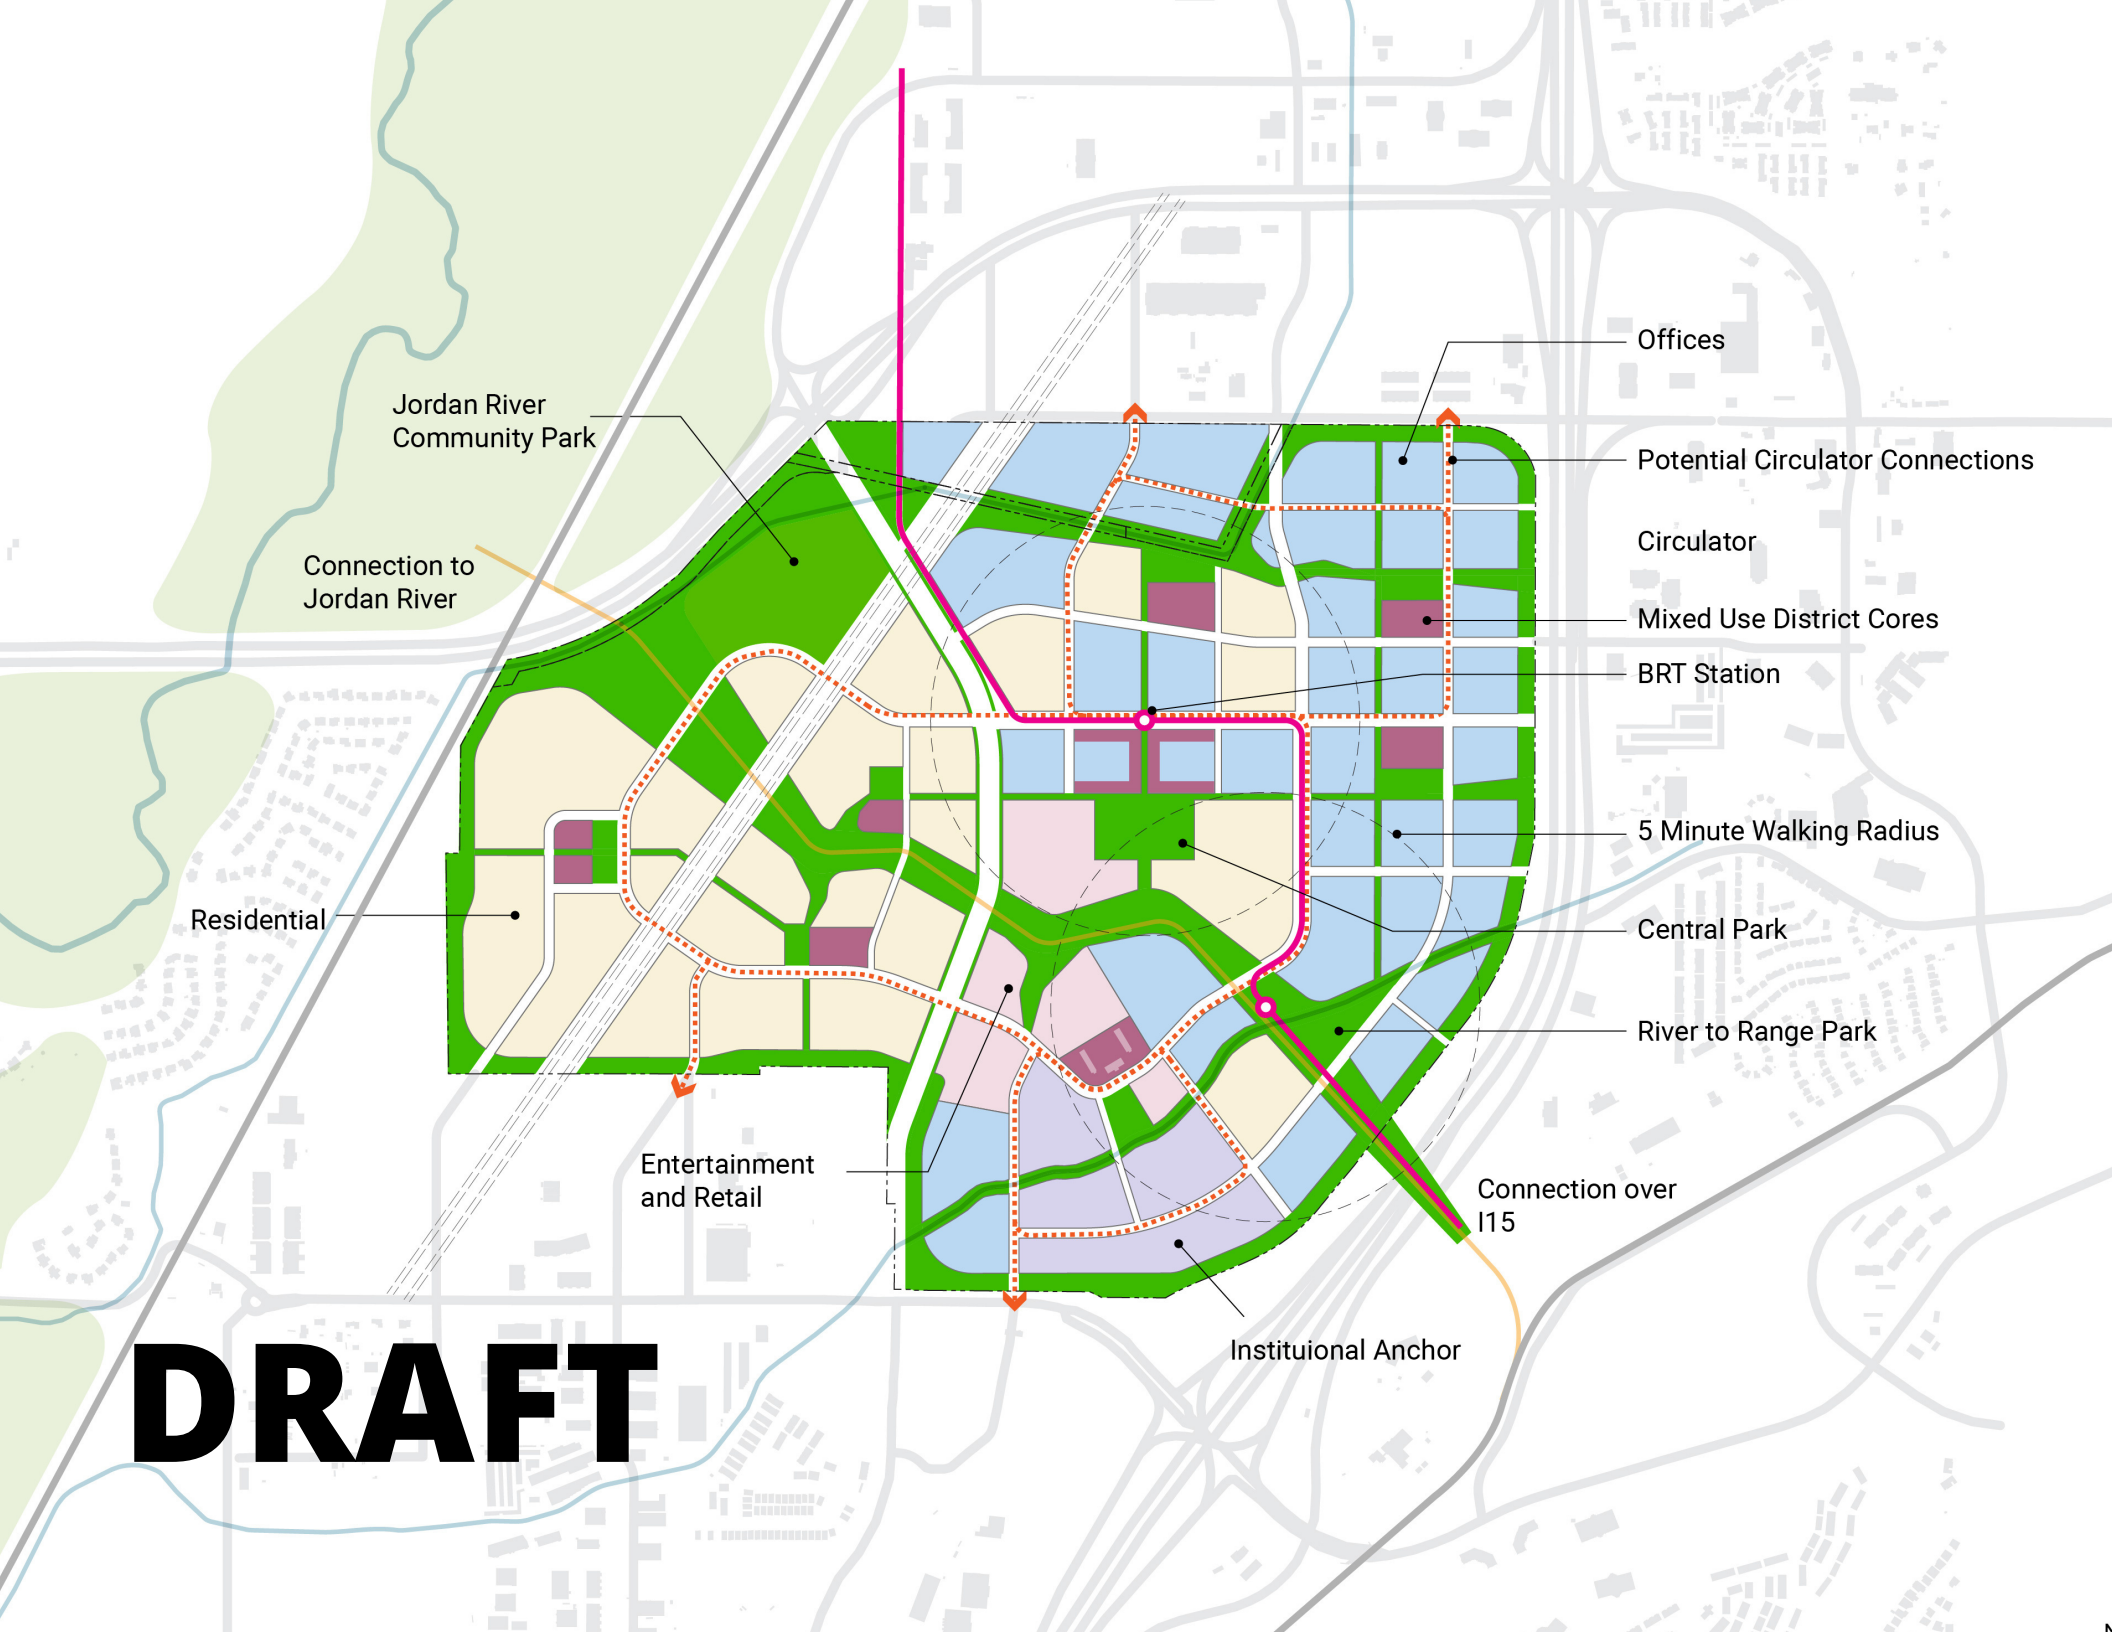 Offices
Jordan River
Community Park
Potential Circulator Connections
Circulator
Connection to
Jordan River
Mixed Use District Cores
BRT Station
5 Minute Walking Radius
Residential
Central Park
River to Range Park
Entertainment
and Retail
Connection over
I15
Instituional Anchor
DRAFT